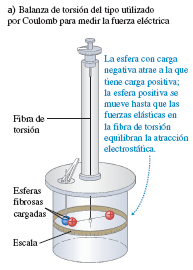 a) Balanza de torsión del tipo utilizado
por Coulomb para medir la fuerza eléctrica
La esfera con carga
negativa atrae a la que
tiene carga positiva;
la esfera positiva se
mueve hasta que las
fuerzas elásticas en
la fibra de torsión
equilibran la atracción
electrostática.
Fibra de
torsión
Esferas
fibrosas
cargadas
Escala